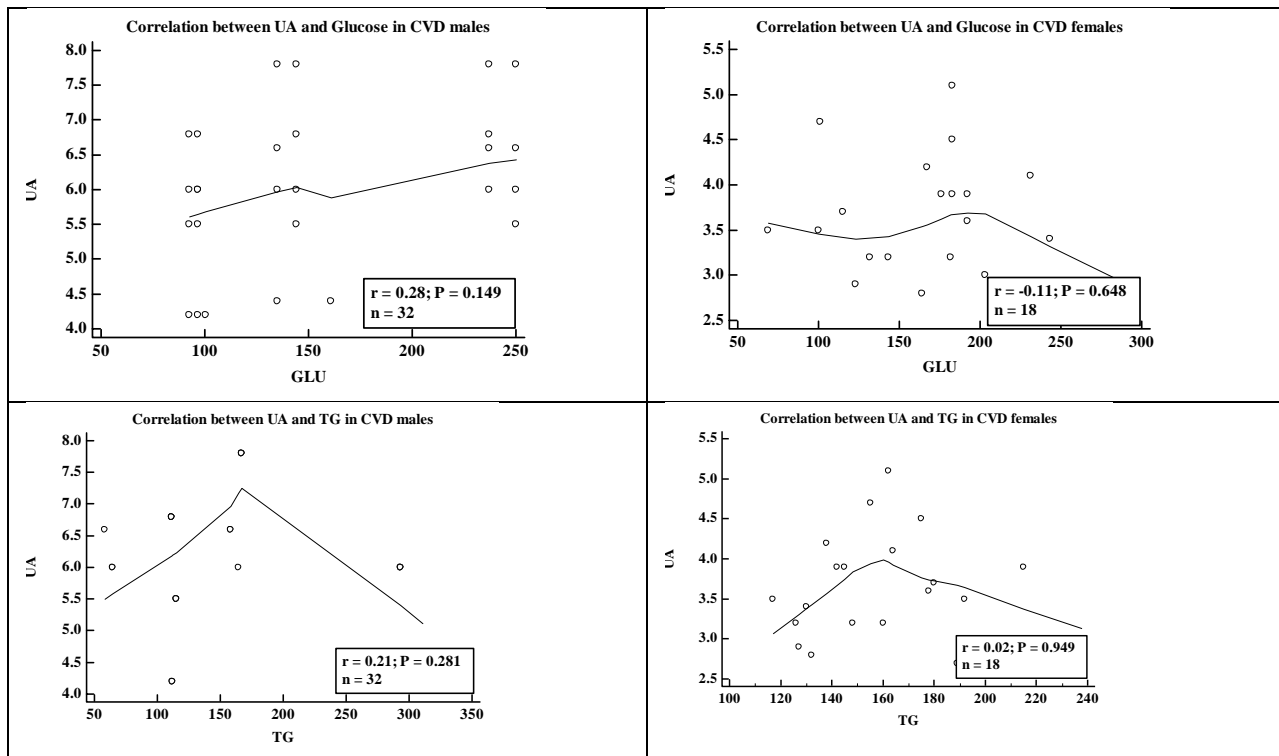 Correlation between UA and Glucose in CVD males
8.0
7.5
7.0
6.5
6.0
5.5
5.0
4.5
4.0
UA
50 100 150 200 250
GLU
r = 0.28; P = 0.149
n = 32
Correlation between UA and Glucose in CVD females
5.5
5.0
4.5
4.0
3.5
3.0
2.5
UA
50 100 150 200 250 300
GLU
r = -0.11; P = 0.648
n = 18
Correlation between UA and TG in CVD males
8.0
7.5
7.0
6.5
6.0
5.5
5.0
4.5
4.0
UA
50 100 150 200 250 300 350
TG
r = 0.21; P = 0.281
n = 32
Correlation between UA and TG in CVD females
5.5
5.0
4.5
4.0
3.5
3.0
2.5
UA
100 120 140 160 180 200 220 240
TG
r = 0.02; P = 0.949
n = 18